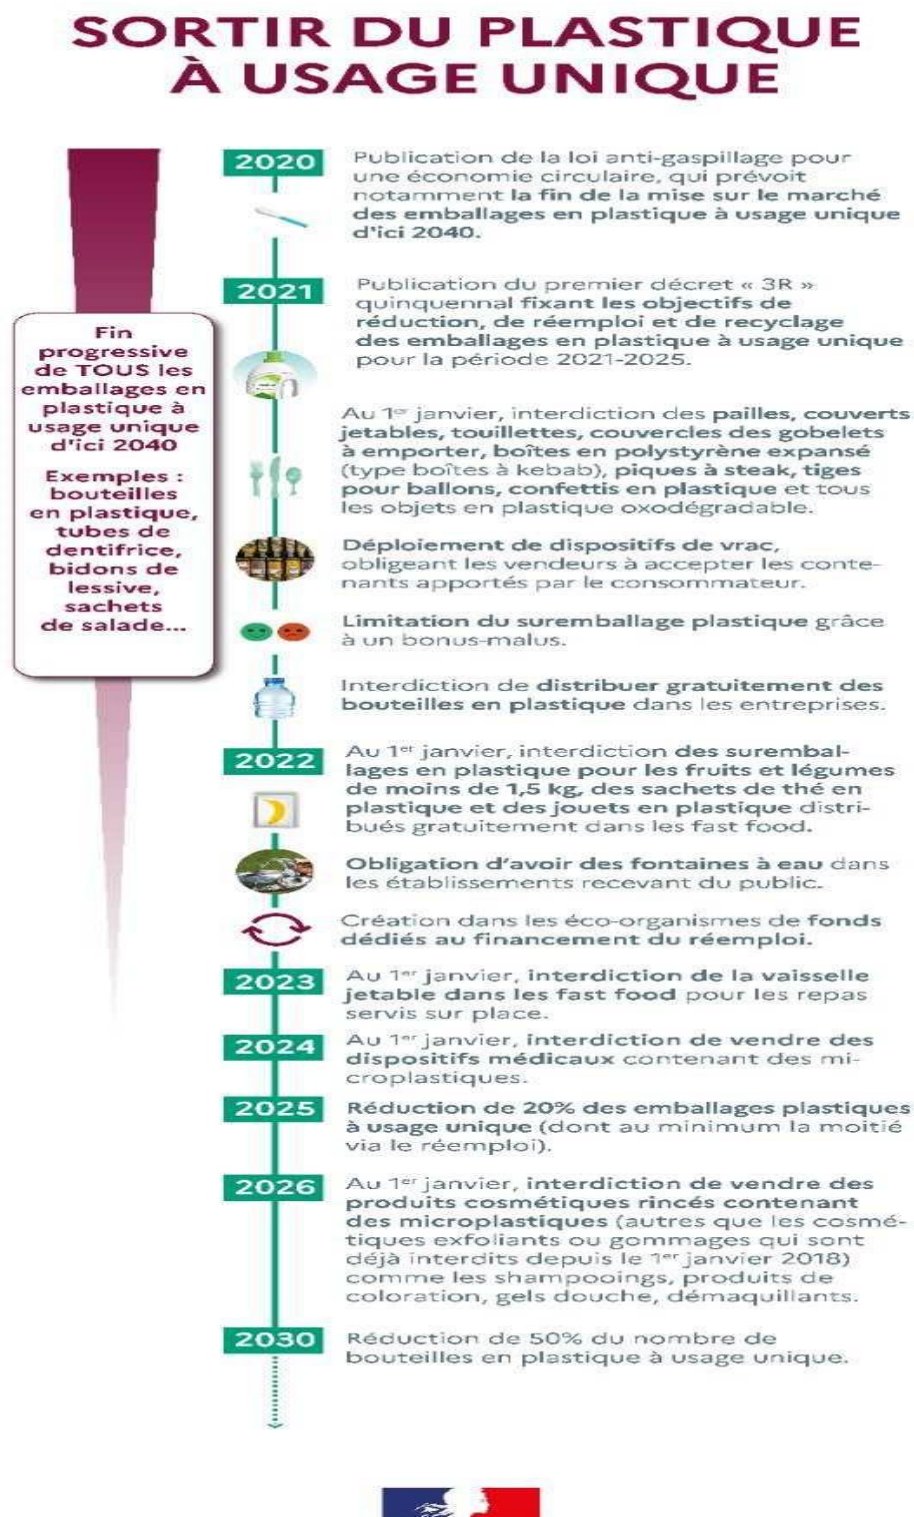 SORTIR DU PLASTIQUE
À USAGE UNIQUE
Fin
progressive
de TOUS les
emballages en
plastique à
usage unique
d'ici 2040
Exemples :
bouteilles
en plastique,
tubes de
dentifrice,
bidons de
lessive,
sachets
de salade...
2020
Publication de la loi anti-gaspillage pour
une économie circulaire, qui prévoit
notamment la fin de la mise sur le marché
des emballages en plastique à usage unique
d'ici 2040.
2021
Publication du premier décret « 3R »
quinquennal fixant les objectifs de
réduction, de réemploi et de recyclage
des emballages en plastique à usage unique
pour la période 2021-2025.
Au 1er janvier, interdiction des pailles, couverts
jetables, touillettes, couvercles des gobelets
à emporter, boîtes en polystyrène expansé
(type boîtes à kebab), piques à steak, tiges
pour ballons, confettis en plastique et tous
les objets en plastique oxodégradable.
Déploiement de dispositifs de vrac,
obligeant les vendeurs à accepter les conte-
nants apportés par le consommateur.
Limitation du suremballage plastique grâce
à un bonus-malus.
Interdiction de distribuer gratuitement des
bouteilles en plastique dans les entreprises.
2022
Au 1er janvier, interdiction des surembal-
lages en plastique pour les fruits et légumes
de moins de 1,5 kg, des sachets de thé en
plastique et des jouets en plastique distri-
bués gratuitement dans les fast food.
Obligation d'avoir des fontaines à eau dans
les établissements recevant du public.
Création dans les éco-organismes de fonds
dédiés au financement du réemploi.
2023
Au 1er janvier, interdiction de la vaisselle
jetable dans les fast food pour les repas
servis sur place.
2024
Au 1er janvier, interdiction de vendre des
dispositifs médicaux contenant des mi-
croplastiques.
2025
Réduction de 20% des emballages plastiques
à usage unique (dont au minimum la moitié
via le réemploi).
2026
Au 1er janvier, interdiction de vendre des
produits cosmétiques rincés contenant
des microplastiques (autres que les cosmé-
tiques exfoliants ou gommages qui sont
déjà interdits depuis le 1er janvier 2018)
comme les shampooings, produits de
coloration, gels douche, démaquillants.
2030
Réduction de 50% du nombre de
bouteilles en plastique à usage unique.